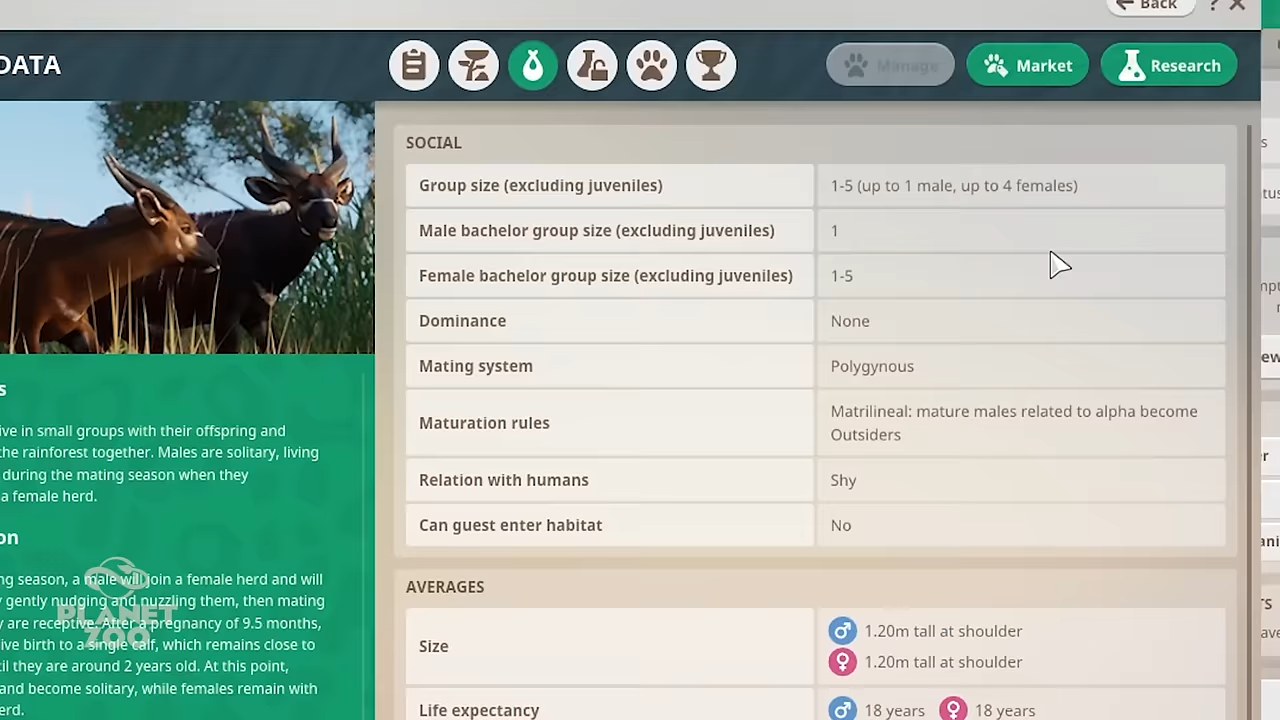 Back
?
DATA
Manage
Market
Research
SOCIAL
Group size (excluding juveniles)
1-5 (up to 1 male, up to 4 females)
Male bachelor group size (excluding juveniles)
1
Female bachelor group size (excluding juveniles)
1-5
Dominance
None
Mating system
Polygynous
Maturation rules
Matrilineal: mature males related to alpha become
Outsiders
Relation with humans
Shy
Can guest enter habitat
No
AVERAGES
Size
1.20m tall at shoulder
1.20m tall at shoulder
Life expectancy
18 years
18 years
ive in small groups with their offspring and
the rainforest together. Males are solitary, living
during the mating season when they
a female herd.
on
ng season, a male will join a female herd and will
y gently nudging and nuzzling them, then mating
y are receptive. After a pregnancy of 9.5 months,
ive birth to a single calf, which remains close to
til they are around 2 years old. At this point,
and become solitary, while females remain with
erd.
PLANET
ZOO